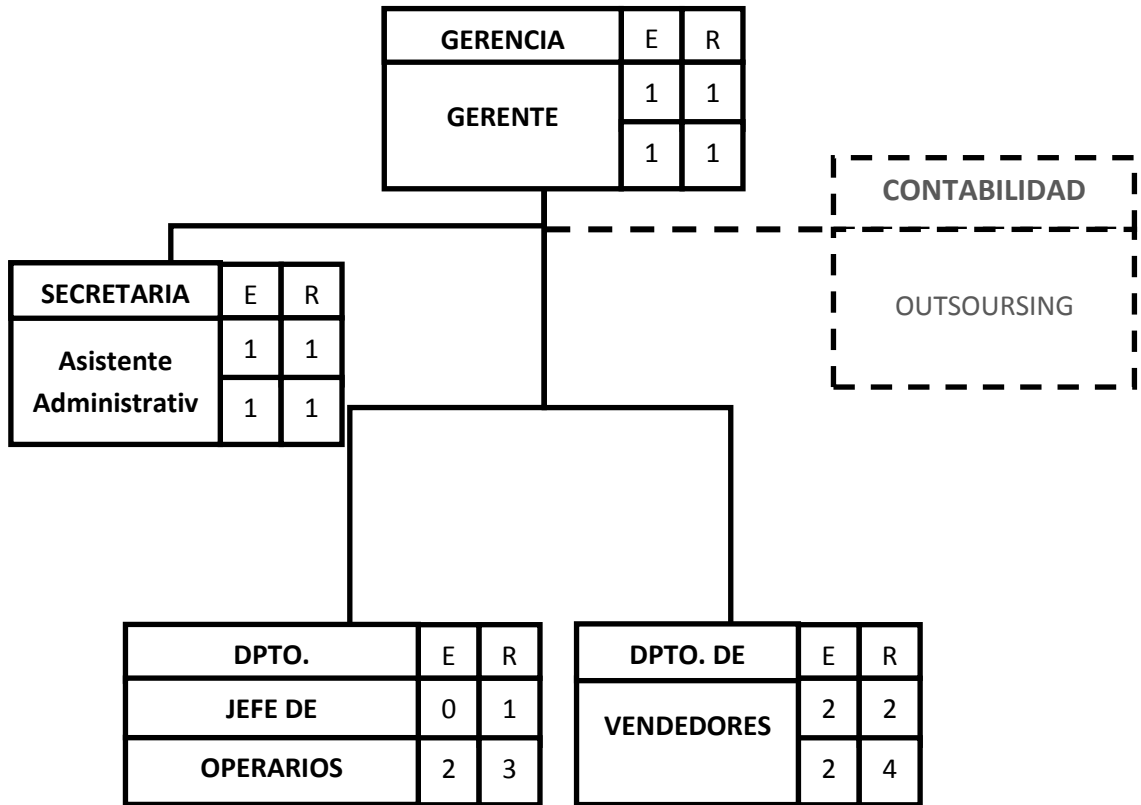 GERENCIA E R
GERENTE
1 1
1 1
CONTABILIDAD
OUTSOURSING
SECRETARIA E R
Asistente
Administrativ
1 1
1 1
DPTO. E R
JEFE DE 0 1
OPERARIOS 2 3
DPTO. DE E R
VENDEDORES
2 2
2 4